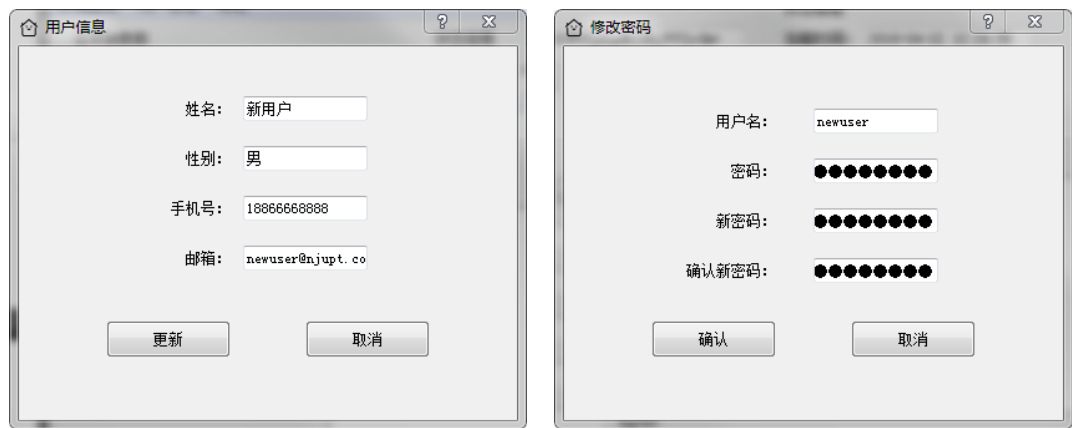 用户信息
姓名: 新用户
性别: 男
手机号: 18866668888
邮箱: newuser@njupt.co
更新 取消
修改密码
用户名: newuser
密码: ●●●●●●●●
新密码: ●●●●●●●●
确认新密码: ●●●●●●●●
确认 取消